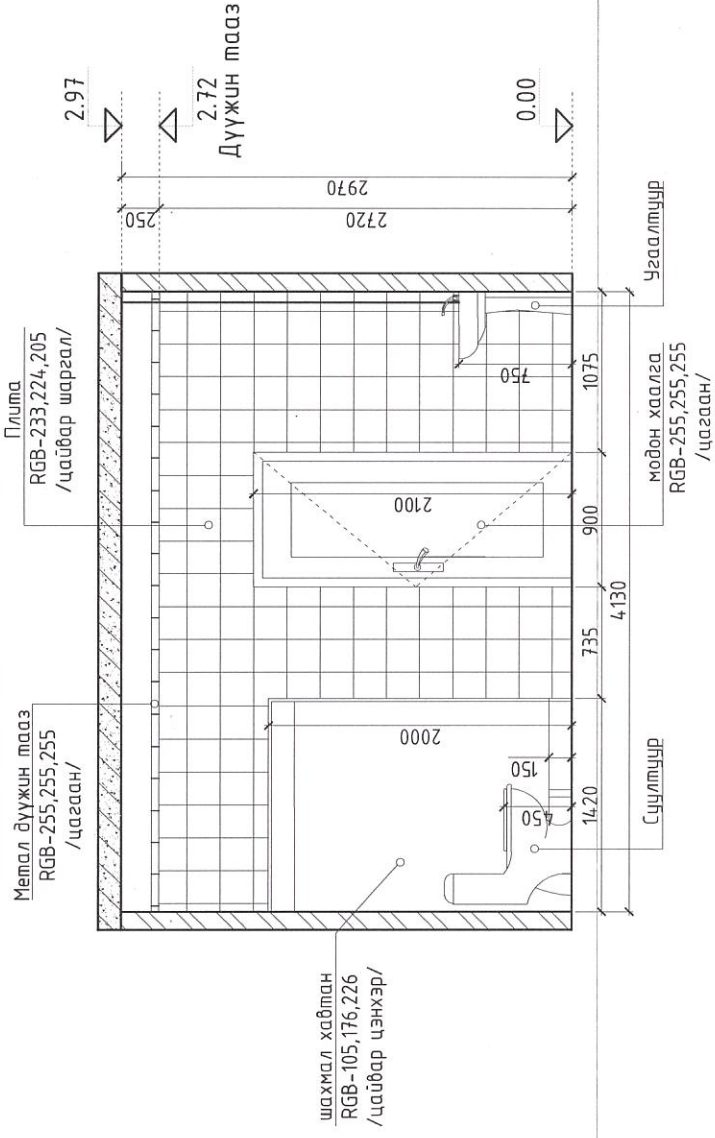 Плита
RGB-233,224,205
/цайвар шаргал/
Метал дүүжин тааз
RGB-255,255,255
/цагаан/
2.97
2.72
Дүүжин тааз
0.00
250
2970
2720
шахмал хавтан
RGB-105,176,226
/цайвар цэнхэр/
2000
2100
750
150
450
1420
735
900
1075
4130
Суултуур
модон хаалга
RGB-255,255,255
/цагаан/
Угаалтуур